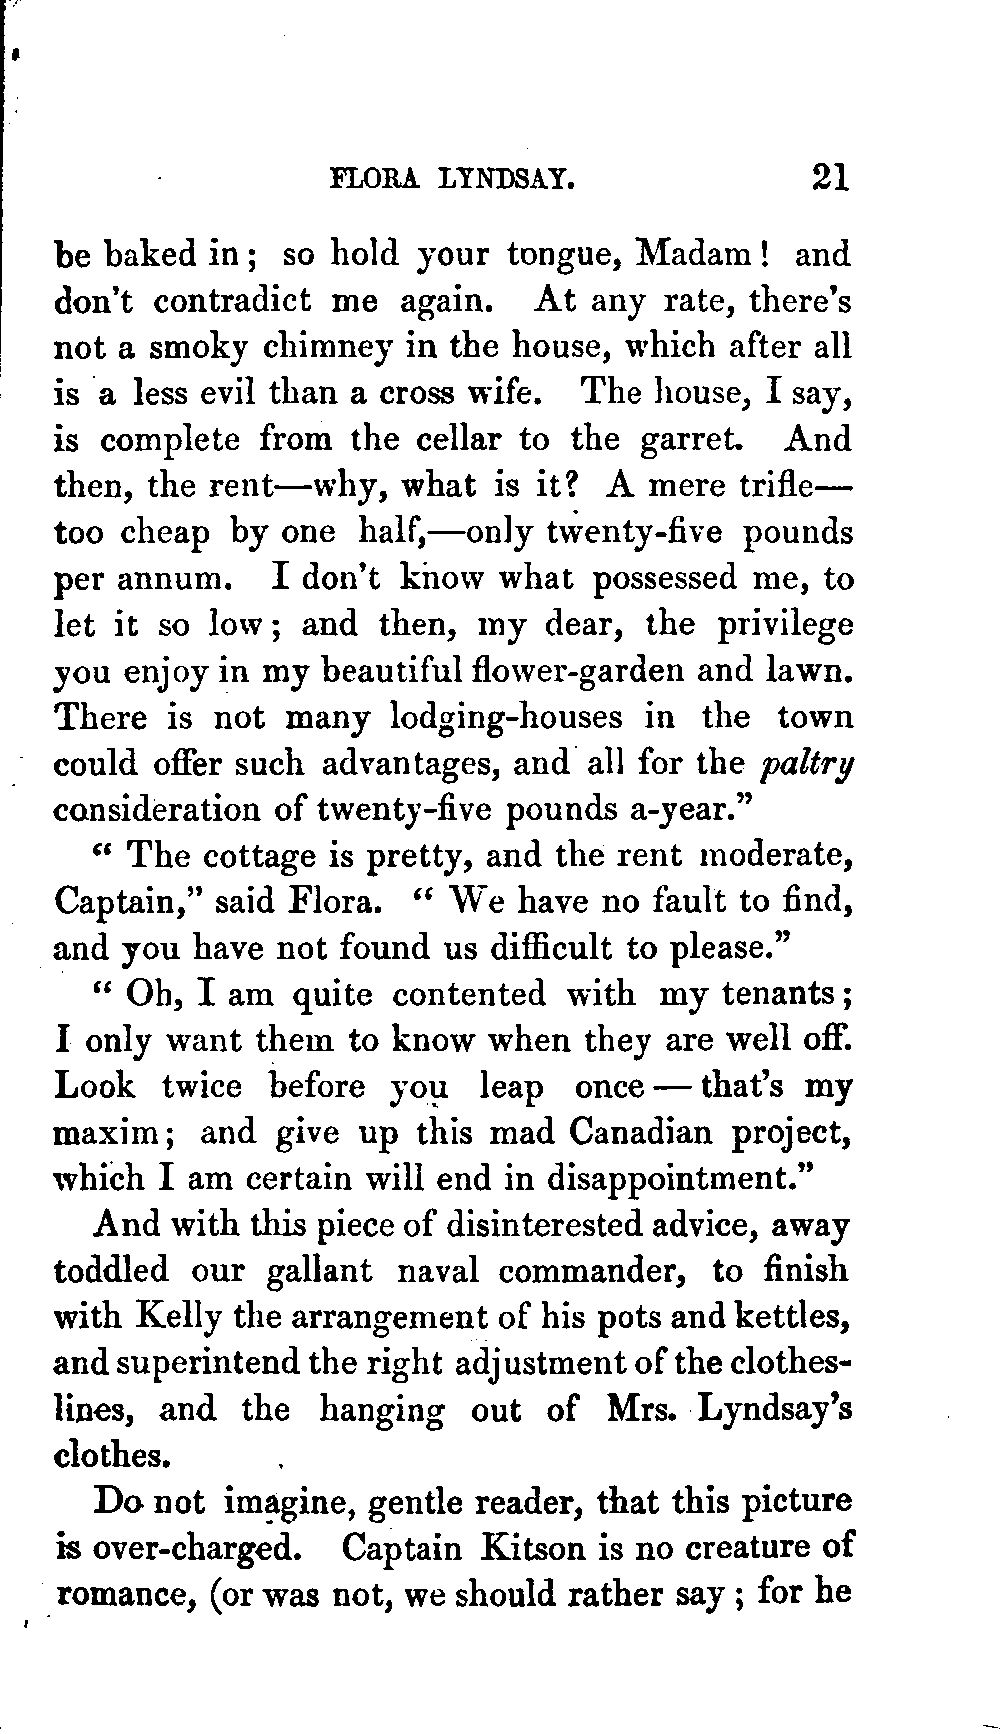 FLORA LYNDSAY. 21
be baked in; so hold your tongue, Madam! and
don't contradict me again. At any rate, there's
not a smoky chimney in the house, which after all
is a less evil than a cross wife. The house, I say,
is complete from the cellar to the garret. And
then, the rent—why, what is it? A mere trifle—
too cheap by one half,—only twenty-five pounds
per annum. I don't know what possessed me, to
let it so low; and then, my dear, the privilege
you enjoy in my beautiful flower-garden and lawn.
There is not many lodging-houses in the town
could offer such advantages, and all for the paltry
consideration of twenty-five pounds a-year."
" The cottage is pretty, and the rent moderate,
Captain," said Flora. " We have no fault to find,
and you have not found us difficult to please."
" Oh, I am quite contented with my tenants;
I only want them to know when they are well off.
Look twice before you leap once — that's my
maxim; and give up this mad Canadian project,
which I am certain will end in disappointment."
And with this piece of disinterested advice, away
toddled our gallant naval commander, to finish
with Kelly the arrangement of his pots and kettles,
and superintend the right adjustment of the clothes-
lines, and the hanging out of Mrs. Lyndsay's
clothes.
Do not imagine, gentle reader, that this picture
is over-charged. Captain Kitson is no creature of
romance, (or was not, we should rather say; for he